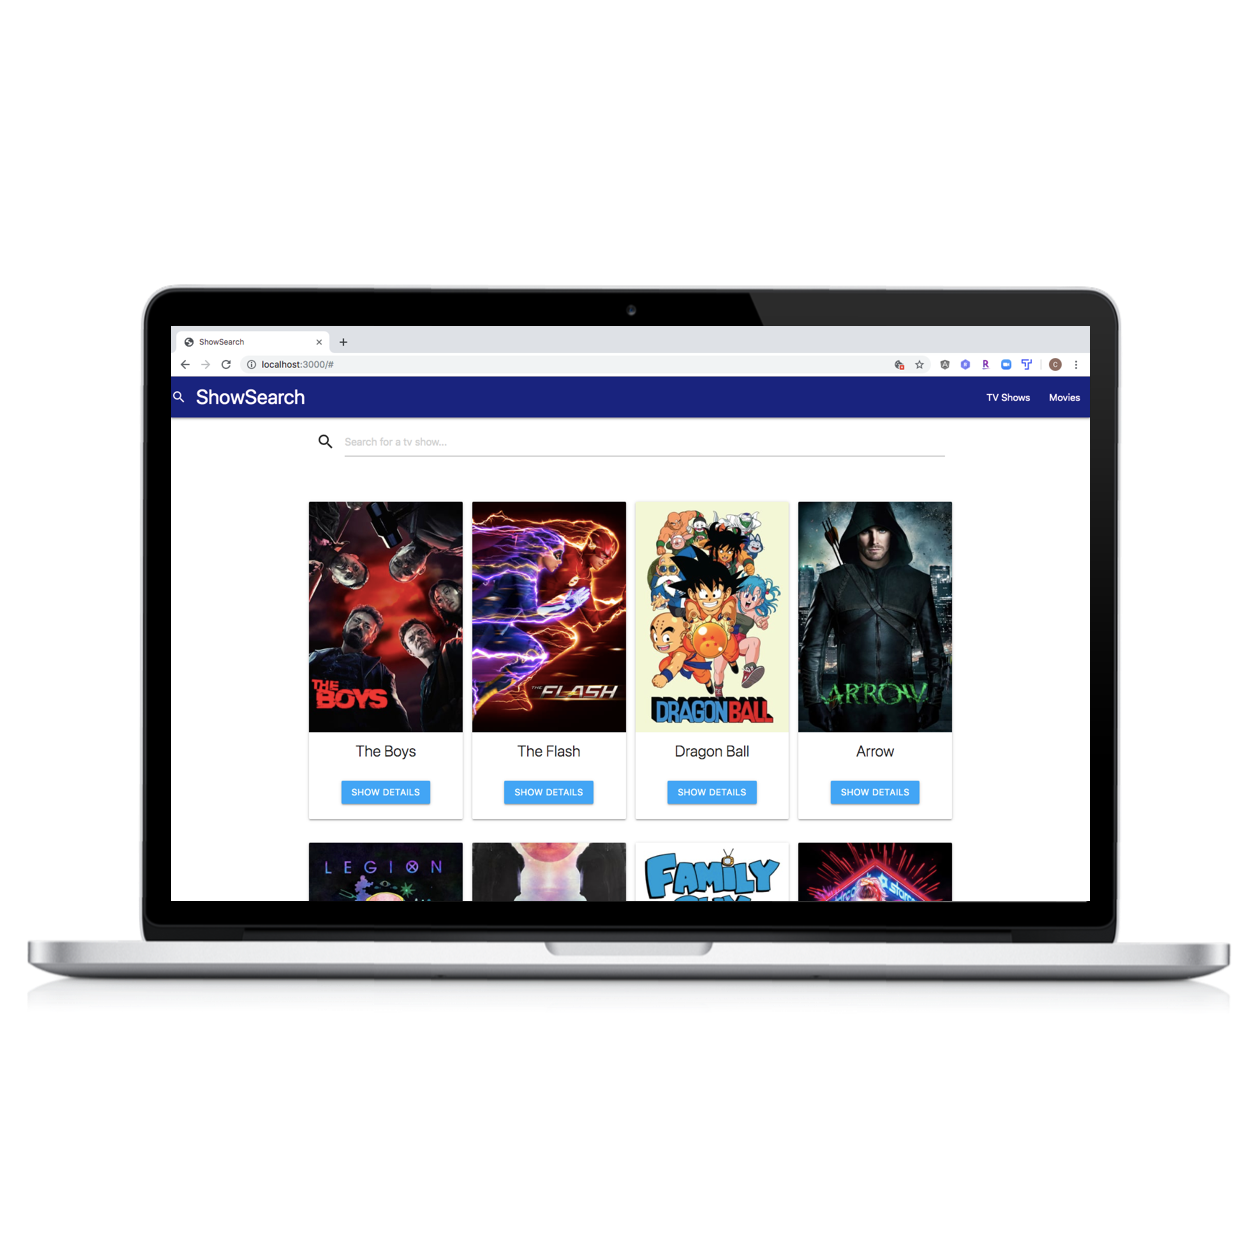 ShowSearch
localhost:3000/#
C
ShowSearch
TV Shows
Movies
Search for a tv show...
THE
BOYS
THE FLASH
DRAGON BALL
ARROW
The Boys
The Flash
Dragon Ball
Arrow
SHOW DETAILS
SHOW DETAILS
SHOW DETAILS
SHOW DETAILS
LEGION
FAMILY